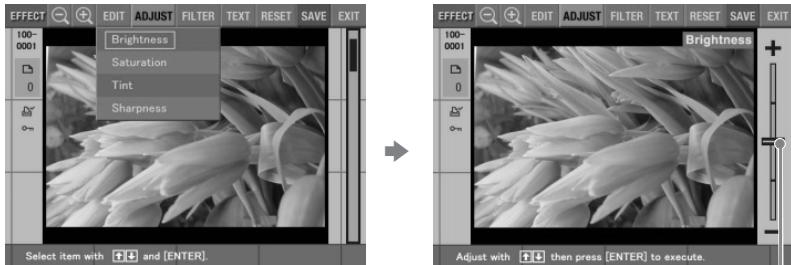 EFFECT EDIT ADJUST FILTER TEXT RESET SAVE EXIT
100-
0001
0
Brightness
Saturation
Tint
Sharpness
Select item with and [ENTER].
EFFECT EDIT ADJUST FILTER TEXT RESET SAVE EXIT
100-
0001
0
Brightness
Adjust with then press [ENTER] to execute.